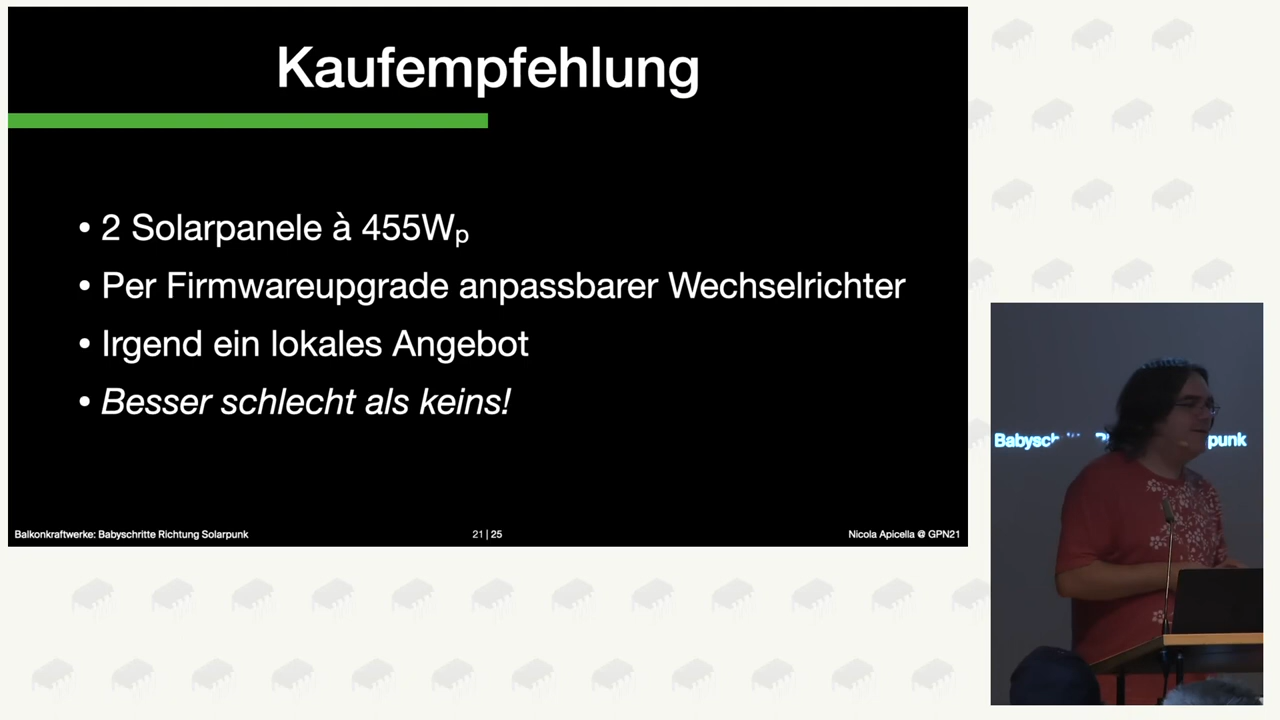 Kaufempfehlung
• 2 Solarpanele à 455Wp
• Per Firmwareupgrade anpassbarer Wechselrichter
• Irgend ein lokales Angebot
• Besser schlecht als keins!
Balkonkraftwerke: Babyschritte Richtung Solarpunk
21 | 25
Nicola Apicella @ GPN21
punk